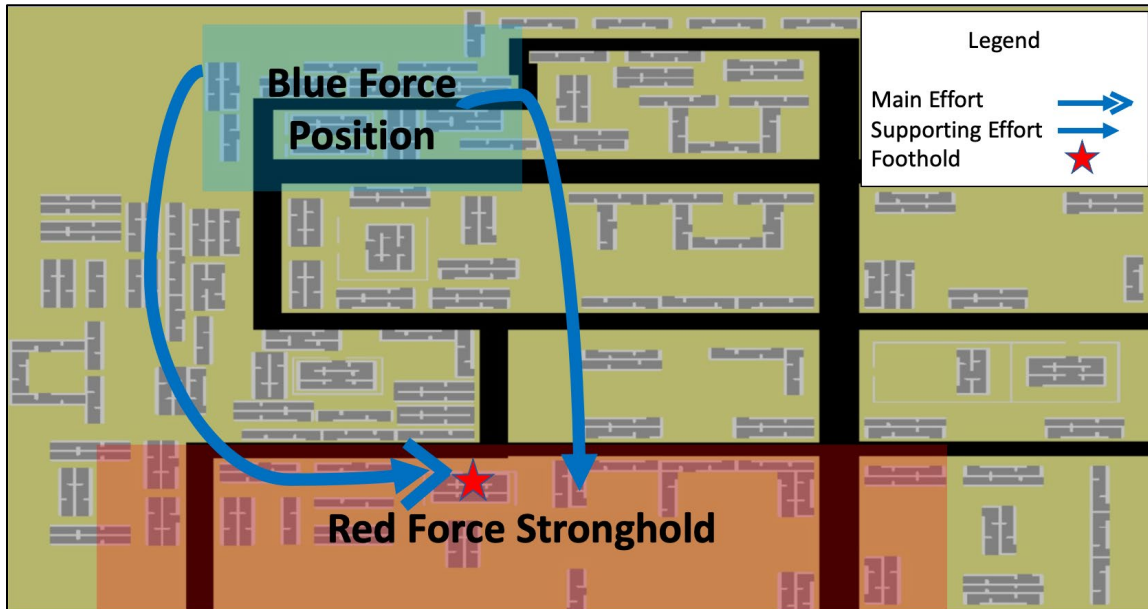 Blue Force
Position
Legend
Main Effort
Supporting Effort
Foothold
Red Force Stronghold